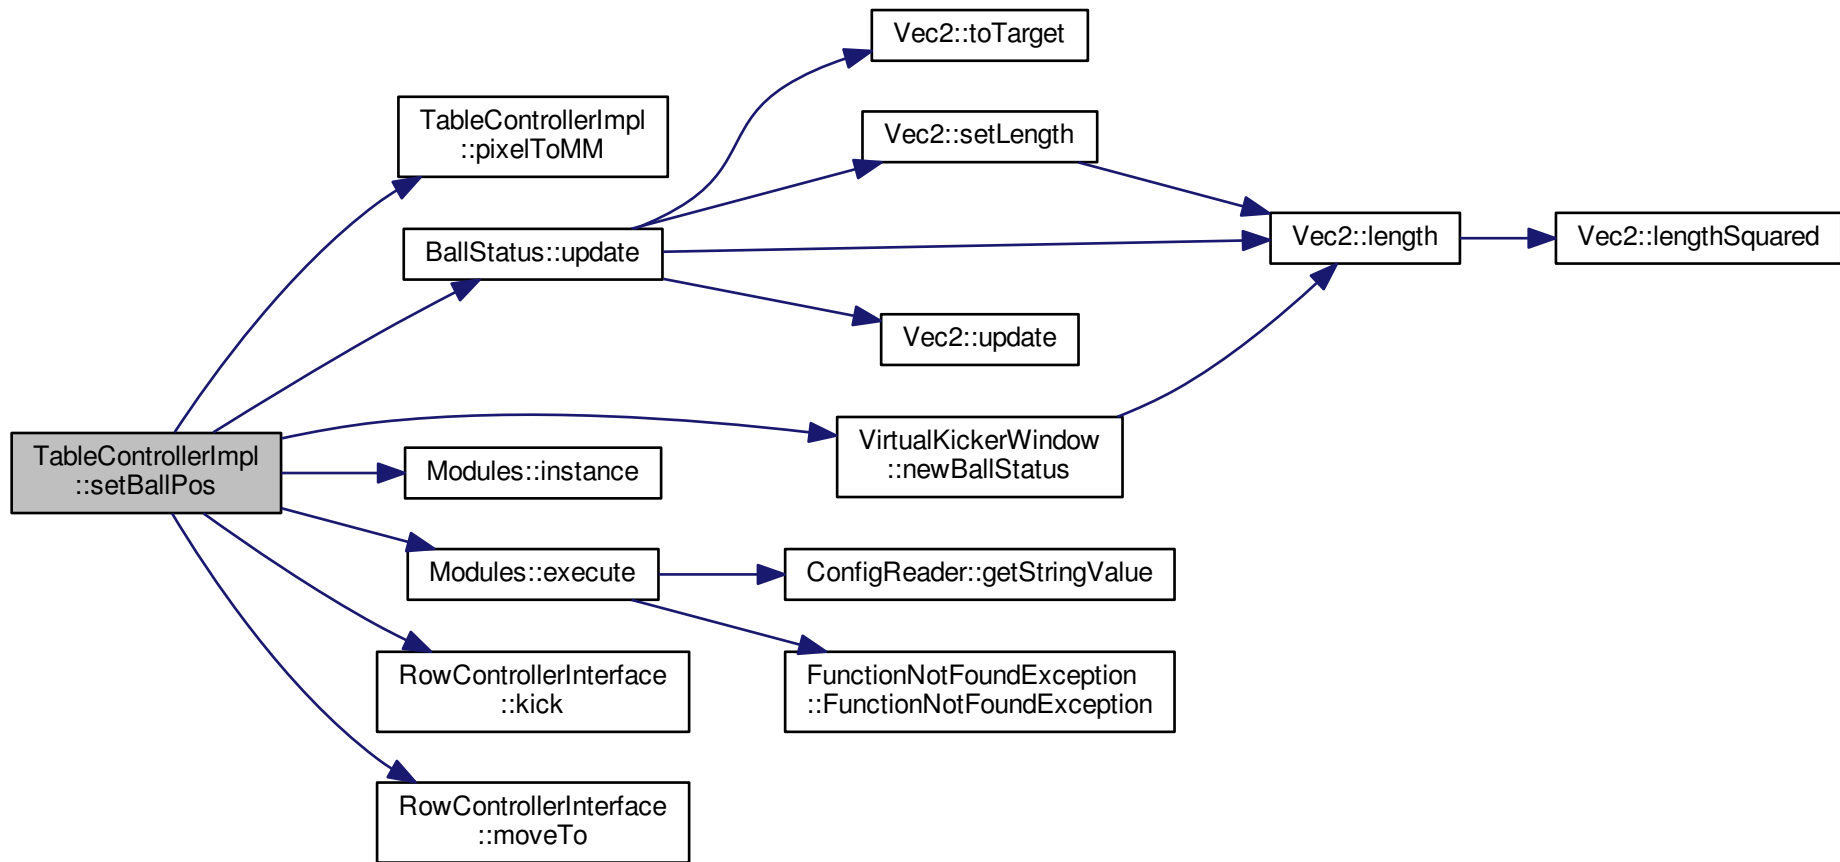 Vec2::toTarget
TableControllerImpl
::pixelToMM
Vec2::setLength
BallStatus::update
Vec2::length
Vec2::lengthSquared
Vec2::update
TableControllerImpl
::setBallPos
Modules::instance
VirtualKickerWindow
::newBallStatus
Modules::execute
ConfigReader::getStringValue
RowControllerInterface
::kick
FunctionNotFoundException
::FunctionNotFoundException
RowControllerInterface
::moveTo